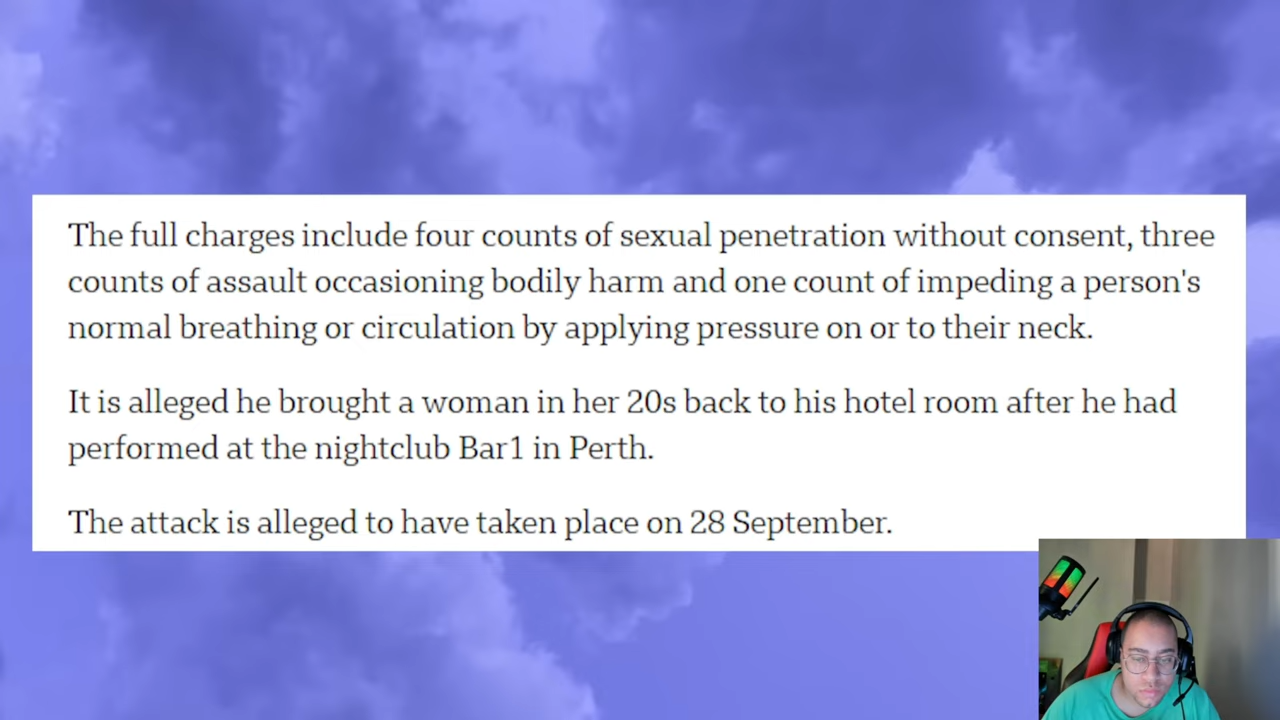 The full charges include four counts of sexual penetration without consent, three
counts of assault occasioning bodily harm and one count of impeding a person's
normal breathing or circulation by applying pressure on or to their neck.
It is alleged he brought a woman in her 20s back to his hotel room after he had
performed at the nightclub Bar1 in Perth.
The attack is alleged to have taken place on 28 September.